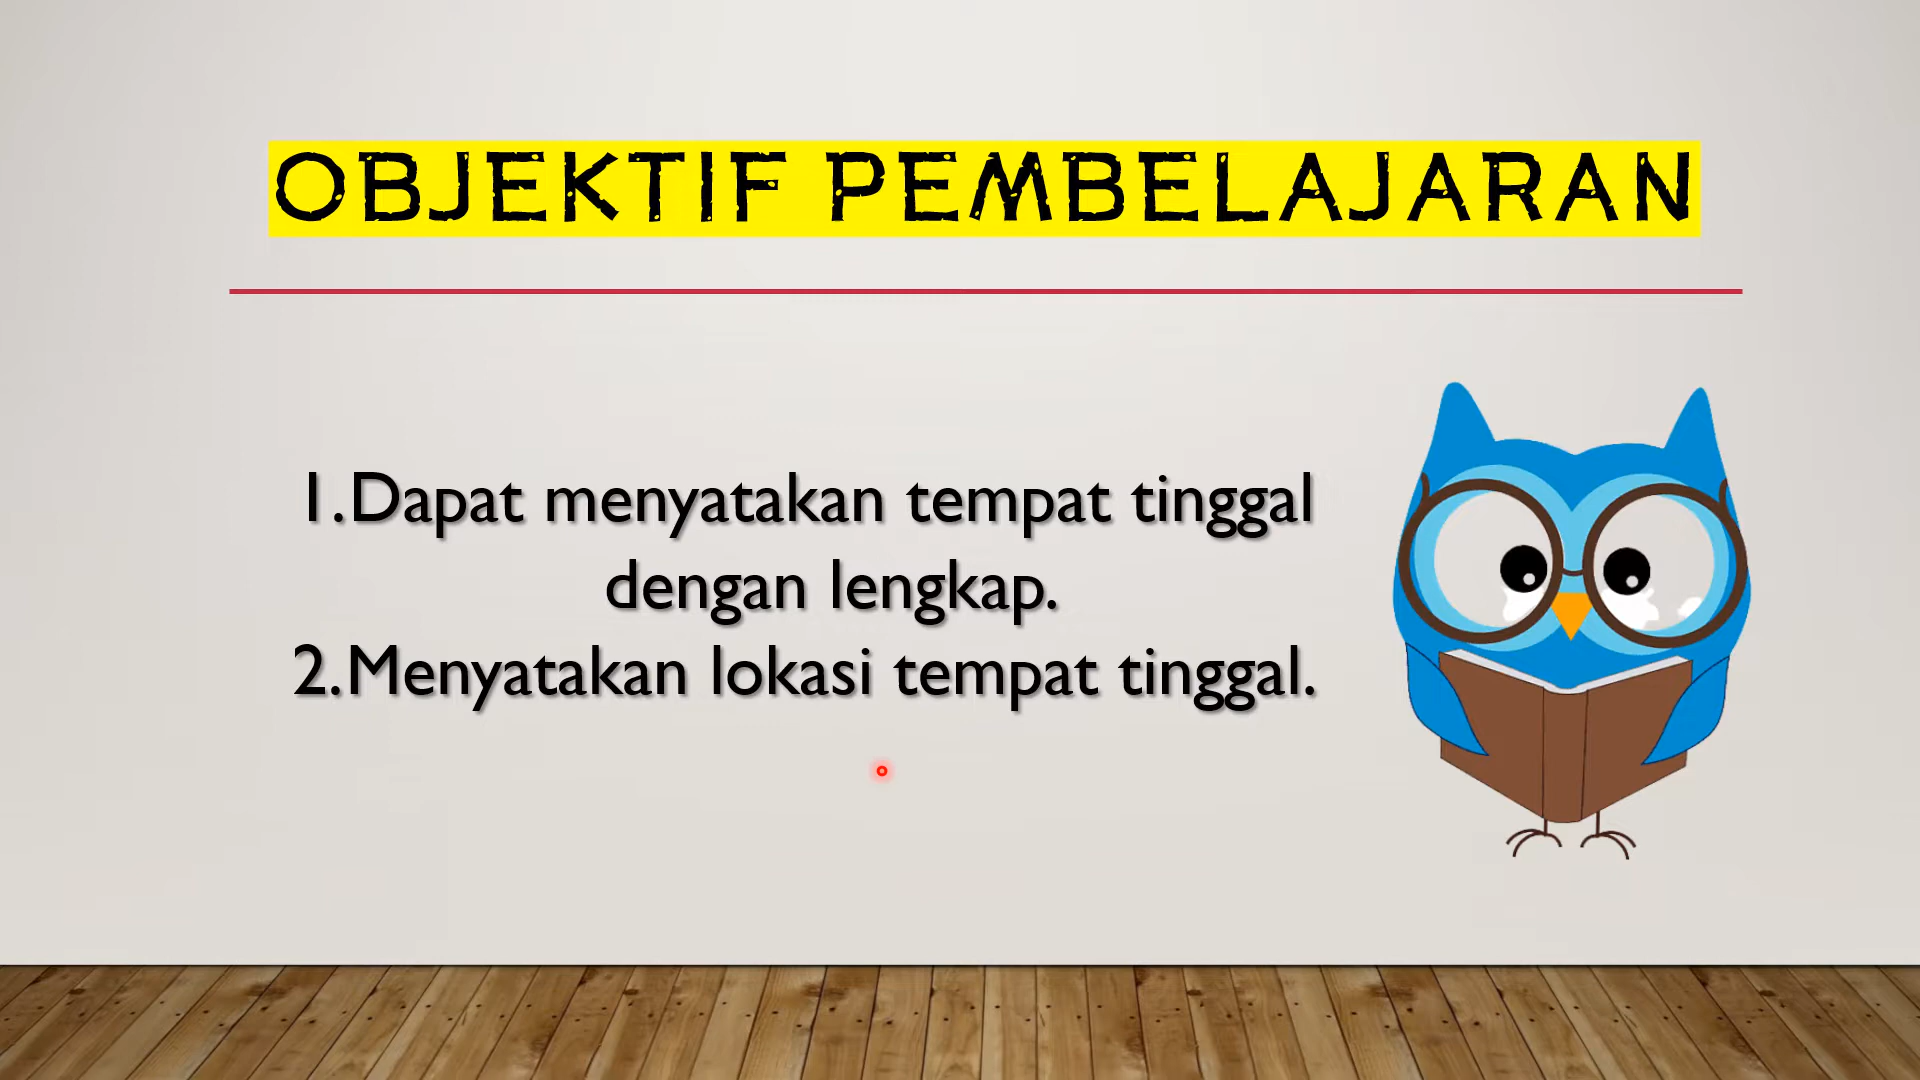 OBJEKTIF PEMBELAJARAN
1.Dapat menyatakan tempat tinggal
dengan lengkap.
2.Menyatakan lokasi tempat tinggal.